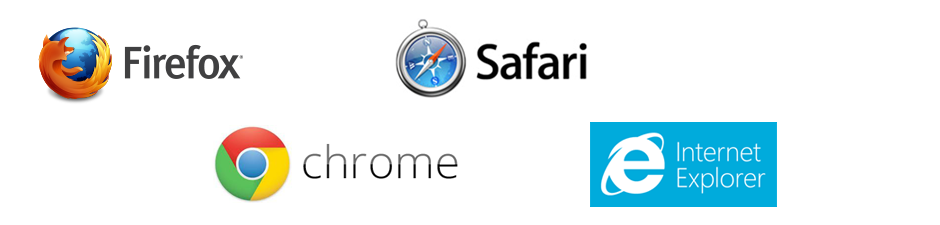 Firefox®
Safari
chrome
Internet
Explorer